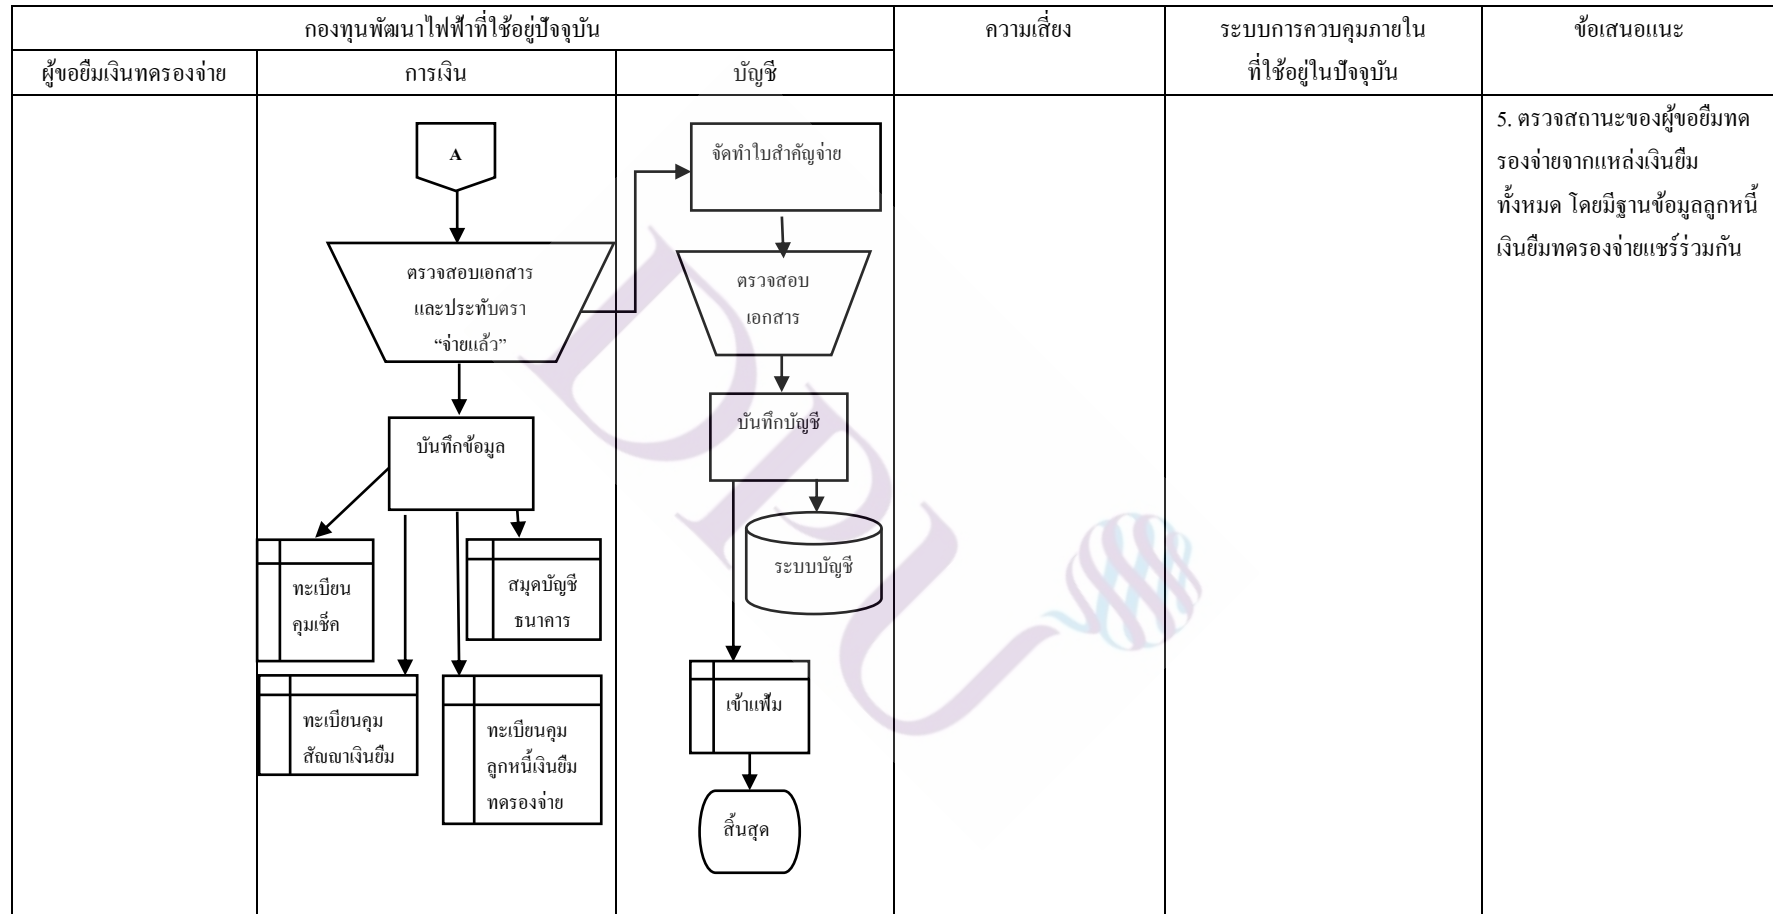 กองทุนพัฒนาไฟฟ้าที่ใช้อยู่ปัจจุบัน
ความเสี่ยง
ระบบการควบคุมภายใน
ที่ใช้อยู่ในปัจจุบัน
ข้อเสนอแนะ
ผู้ขอยืมเงินทดรองจ่าย
การเงิน
บัญชี
A
ตรวจสอบเอกสาร
และประทับตรา
“จ่ายแล้ว”
บันทึกข้อมูล
ทะเบียน
คุมเช็ค
สมุดบัญชี
ธนาคาร
ทะเบียนคุม
สัญญาเงินยืม
ทะเบียนคุม
ลูกหนี้เงินยืม
ทดรองจ่าย
จัดทำใบสำคัญจ่าย
ตรวจสอบ
เอกสาร
บันทึกบัญชี
ระบบบัญชี
เข้าแฟ้ม
สิ้นสุด
5. ตรวจสถานะของผู้ขอยืมทด
รองจ่ายจากแหล่งเงินยืม
ทั้งหมด โดยมีฐานข้อมูลลูกหนี้
เงินยืมทดรองจ่ายแชร์ร่วมกัน
DPU